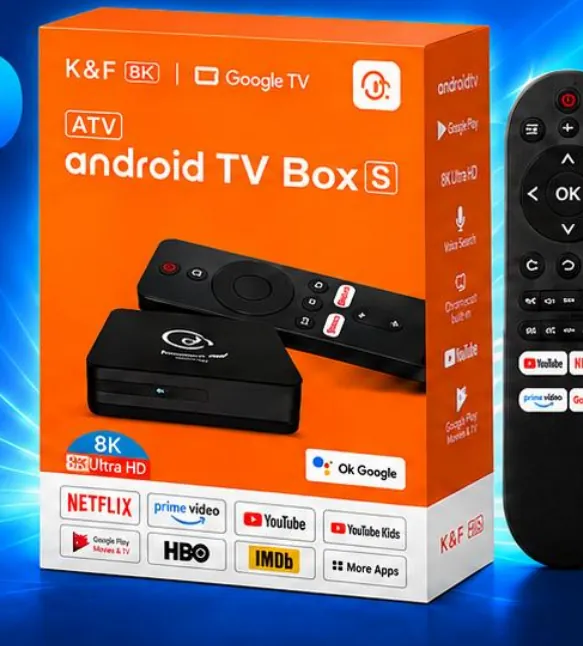 K&F 8K | Google TV
ATV
android TV Box S
8K
8K Ultra HD
Ok Google
NETFLIX
prime video
YouTube
YouTube Kids
Google Play
Movies & TV
HBO
IMDb
More Apps
androidtv
Google Play
8K Ultra HD
Voice Search
Chromecast
built-in
YouTube
Google Play
Movies & TV
K&F
OK
YouTube
prime video